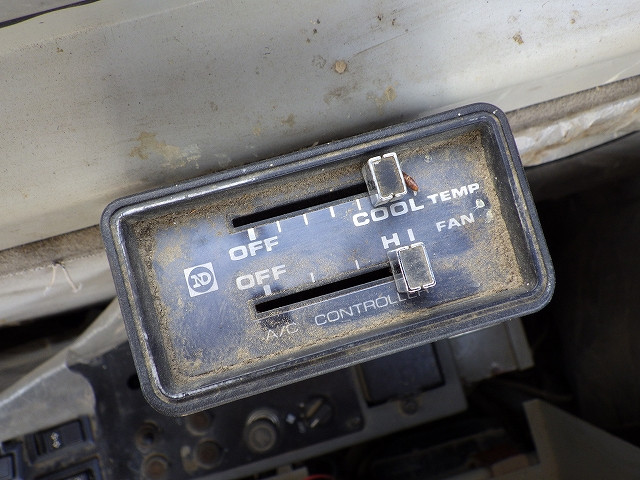 OFF COOL TEMP
OFF HI FAN
ND
A/C CONTROLLER